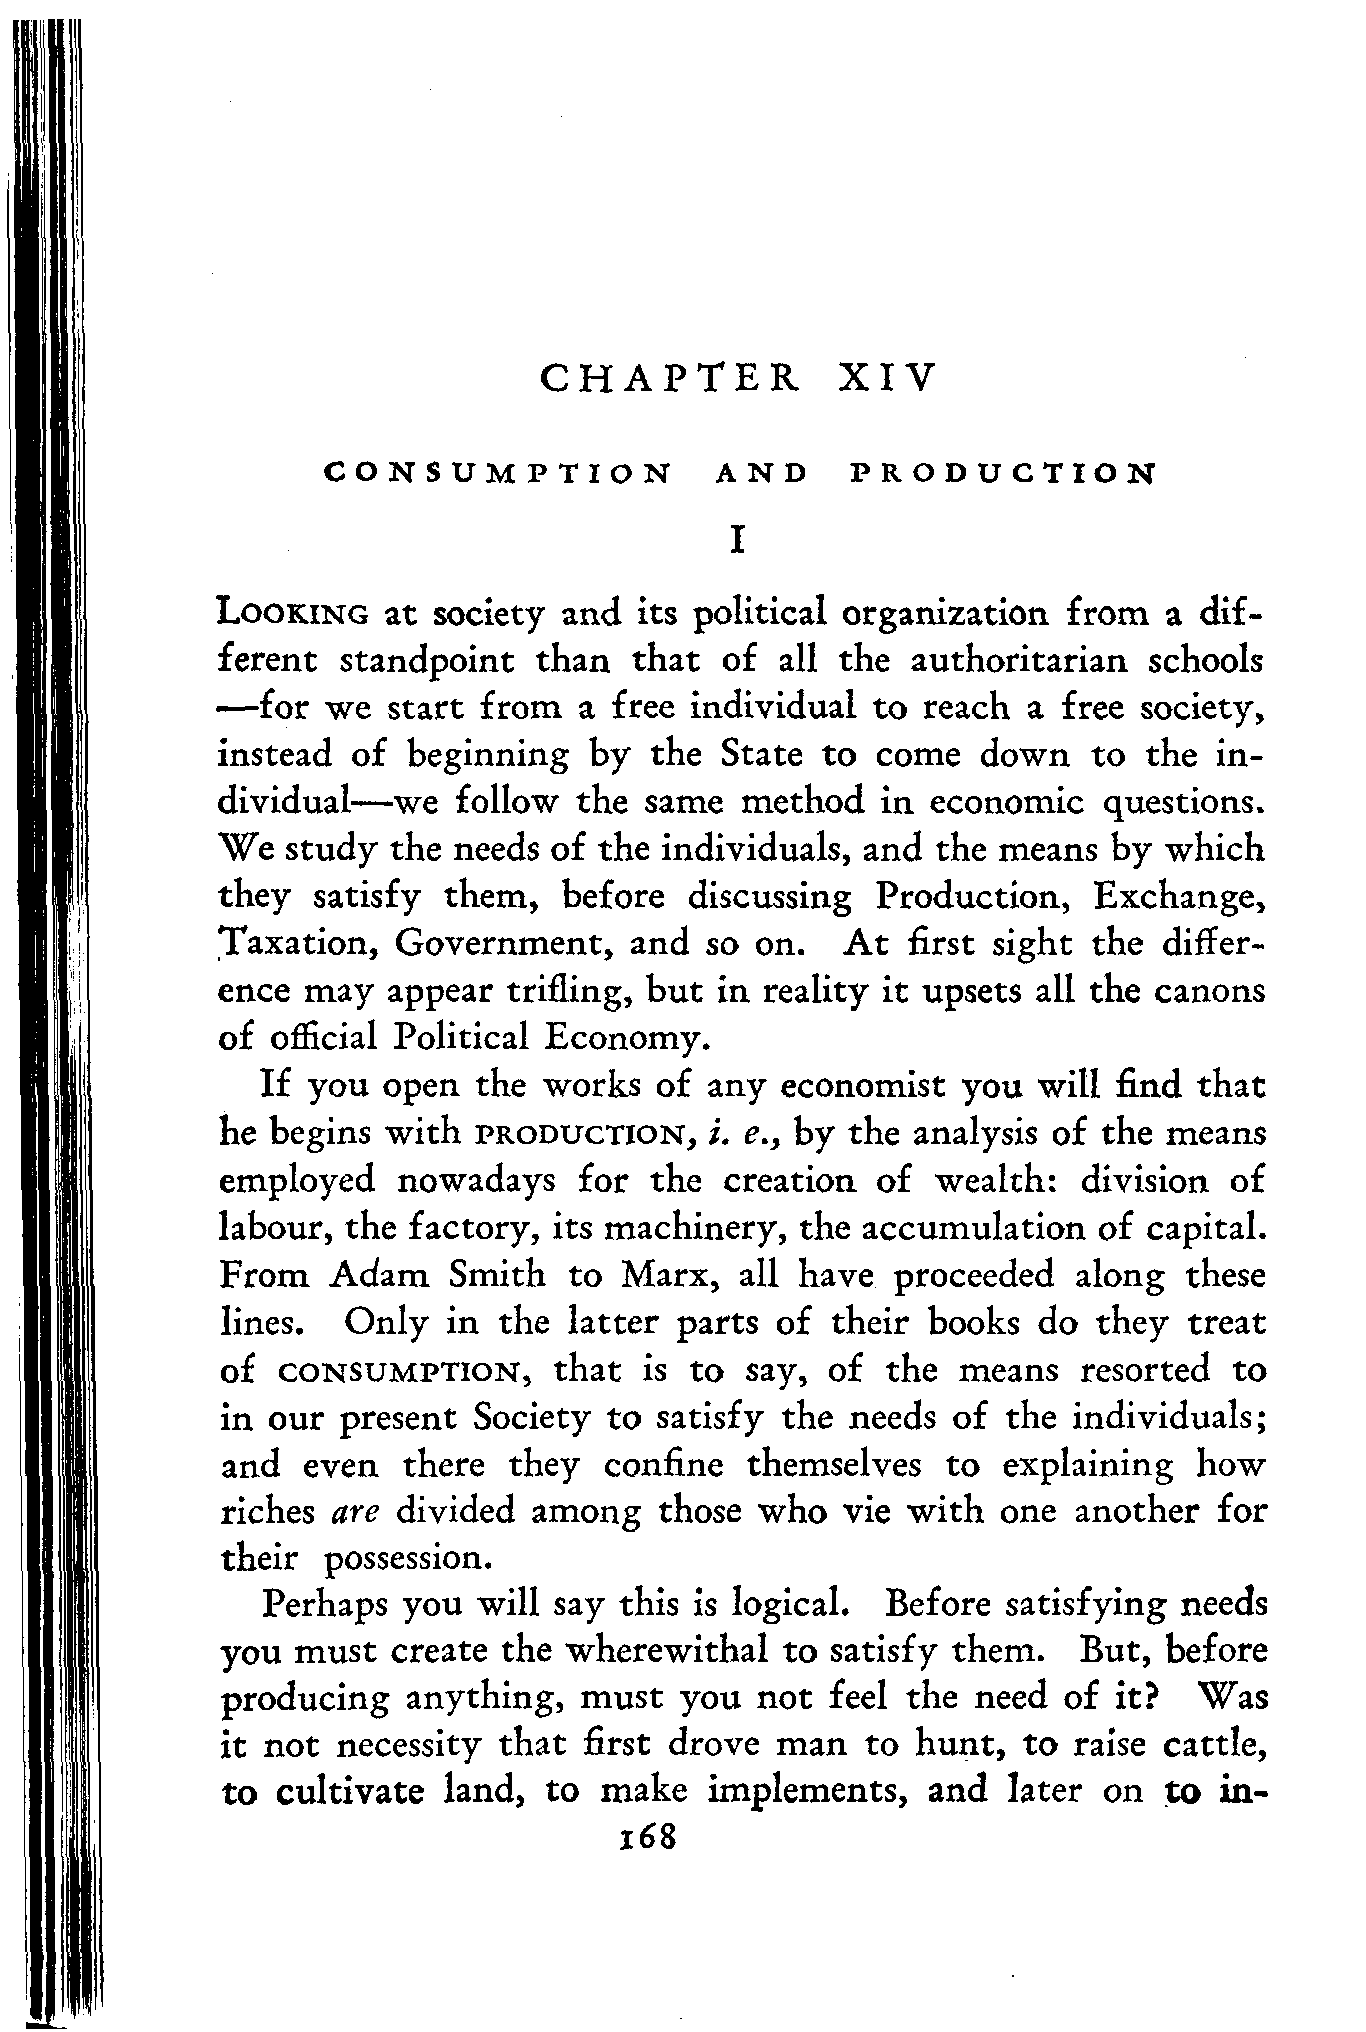 CHAPTER XIV
CONSUMPTION AND PRODUCTION
I
LOOKING at society and its political organization from a dif-
ferent standpoint than that of all the authoritarian schools
—for we start from a free individual to reach a free society,
instead of beginning by the State to come down to the in-
dividual—we follow the same method in economic questions.
We study the needs of the individuals, and the means by which
they satisfy them, before discussing Production, Exchange,
Taxation, Government, and so on. At first sight the differ-
ence may appear trifling, but in reality it upsets all the canons
of official Political Economy.
If you open the works of any economist you will find that
he begins with PRODUCTION, i. e., by the analysis of the means
employed nowadays for the creation of wealth: division of
labour, the factory, its machinery, the accumulation of capital.
From Adam Smith to Marx, all have proceeded along these
lines. Only in the latter parts of their books do they treat
of CONSUMPTION, that is to say, of the means resorted to
in our present Society to satisfy the needs of the individuals;
and even there they confine themselves to explaining how
riches are divided among those who vie with one another for
their possession.
Perhaps you will say this is logical. Before satisfying needs
you must create the wherewithal to satisfy them. But, before
producing anything, must you not feel the need of it? Was
it not necessity that first drove man to hunt, to raise cattle,
to cultivate land, to make implements, and later on to in-
168